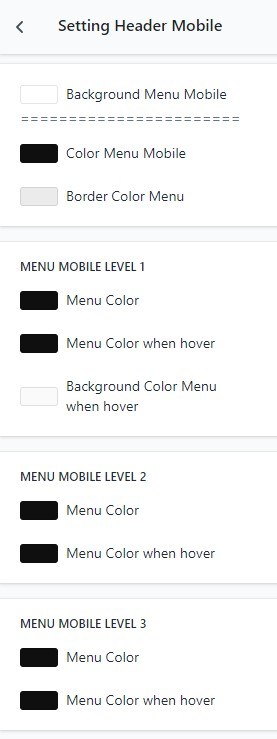 Setting Header Mobile
Background Menu Mobile
=======================
Color Menu Mobile
Border Color Menu
MENU MOBILE LEVEL 1
Menu Color
Menu Color when hover
Background Color Menu
when hover
MENU MOBILE LEVEL 2
Menu Color
Menu Color when hover
MENU MOBILE LEVEL 3
Menu Color
Menu Color when hover